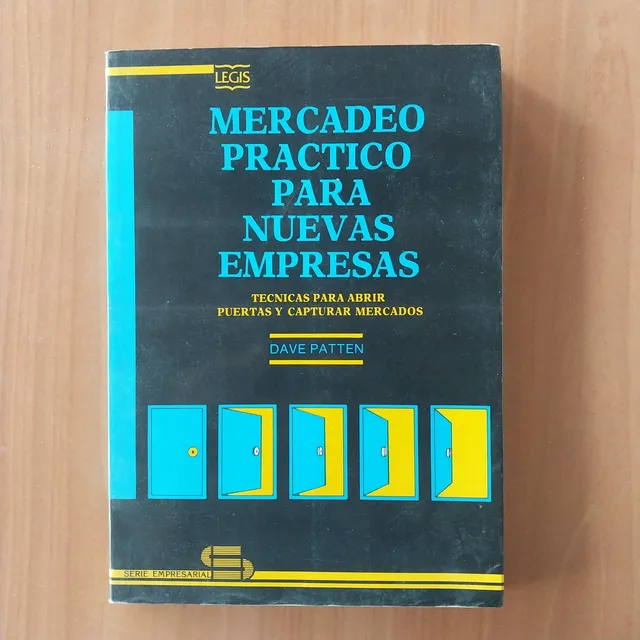 LEGIS
MERCADEO
PRACTICO
PARA
NUEVAS
EMPRESAS
TECNICAS PARA ABRIR
PUERTAS Y CAPTURAR MERCADOS
DAVE PATTEN
SERIE EMPRESARIAL